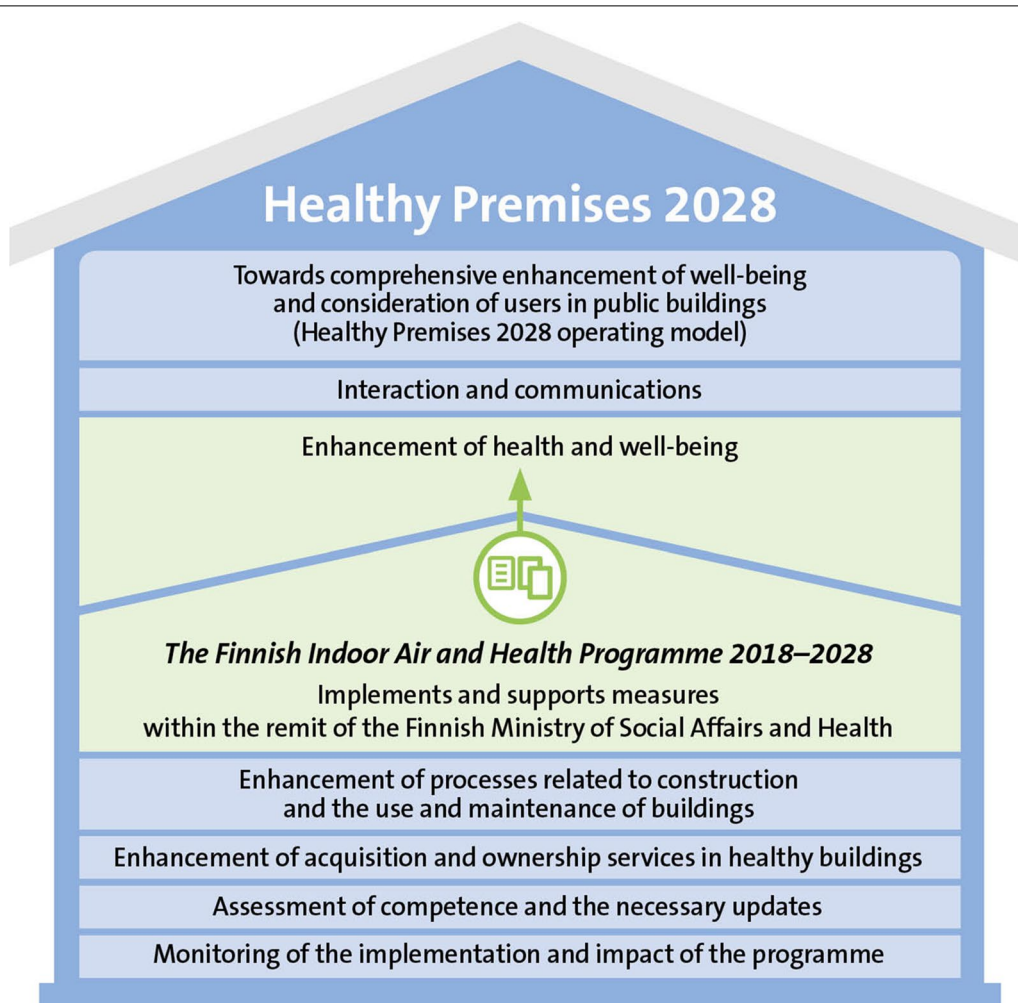 Healthy Premises 2028
Towards comprehensive enhancement of well-being
and consideration of users in public buildings
(Healthy Premises 2028 operating model)
Interaction and communications
Enhancement of health and well-being
The Finnish Indoor Air and Health Programme 2018–2028
Implements and supports measures
within the remit of the Finnish Ministry of Social Affairs and Health
Enhancement of processes related to construction
and the use and maintenance of buildings
Enhancement of acquisition and ownership services in healthy buildings
Assessment of competence and the necessary updates
Monitoring of the implementation and impact of the programme